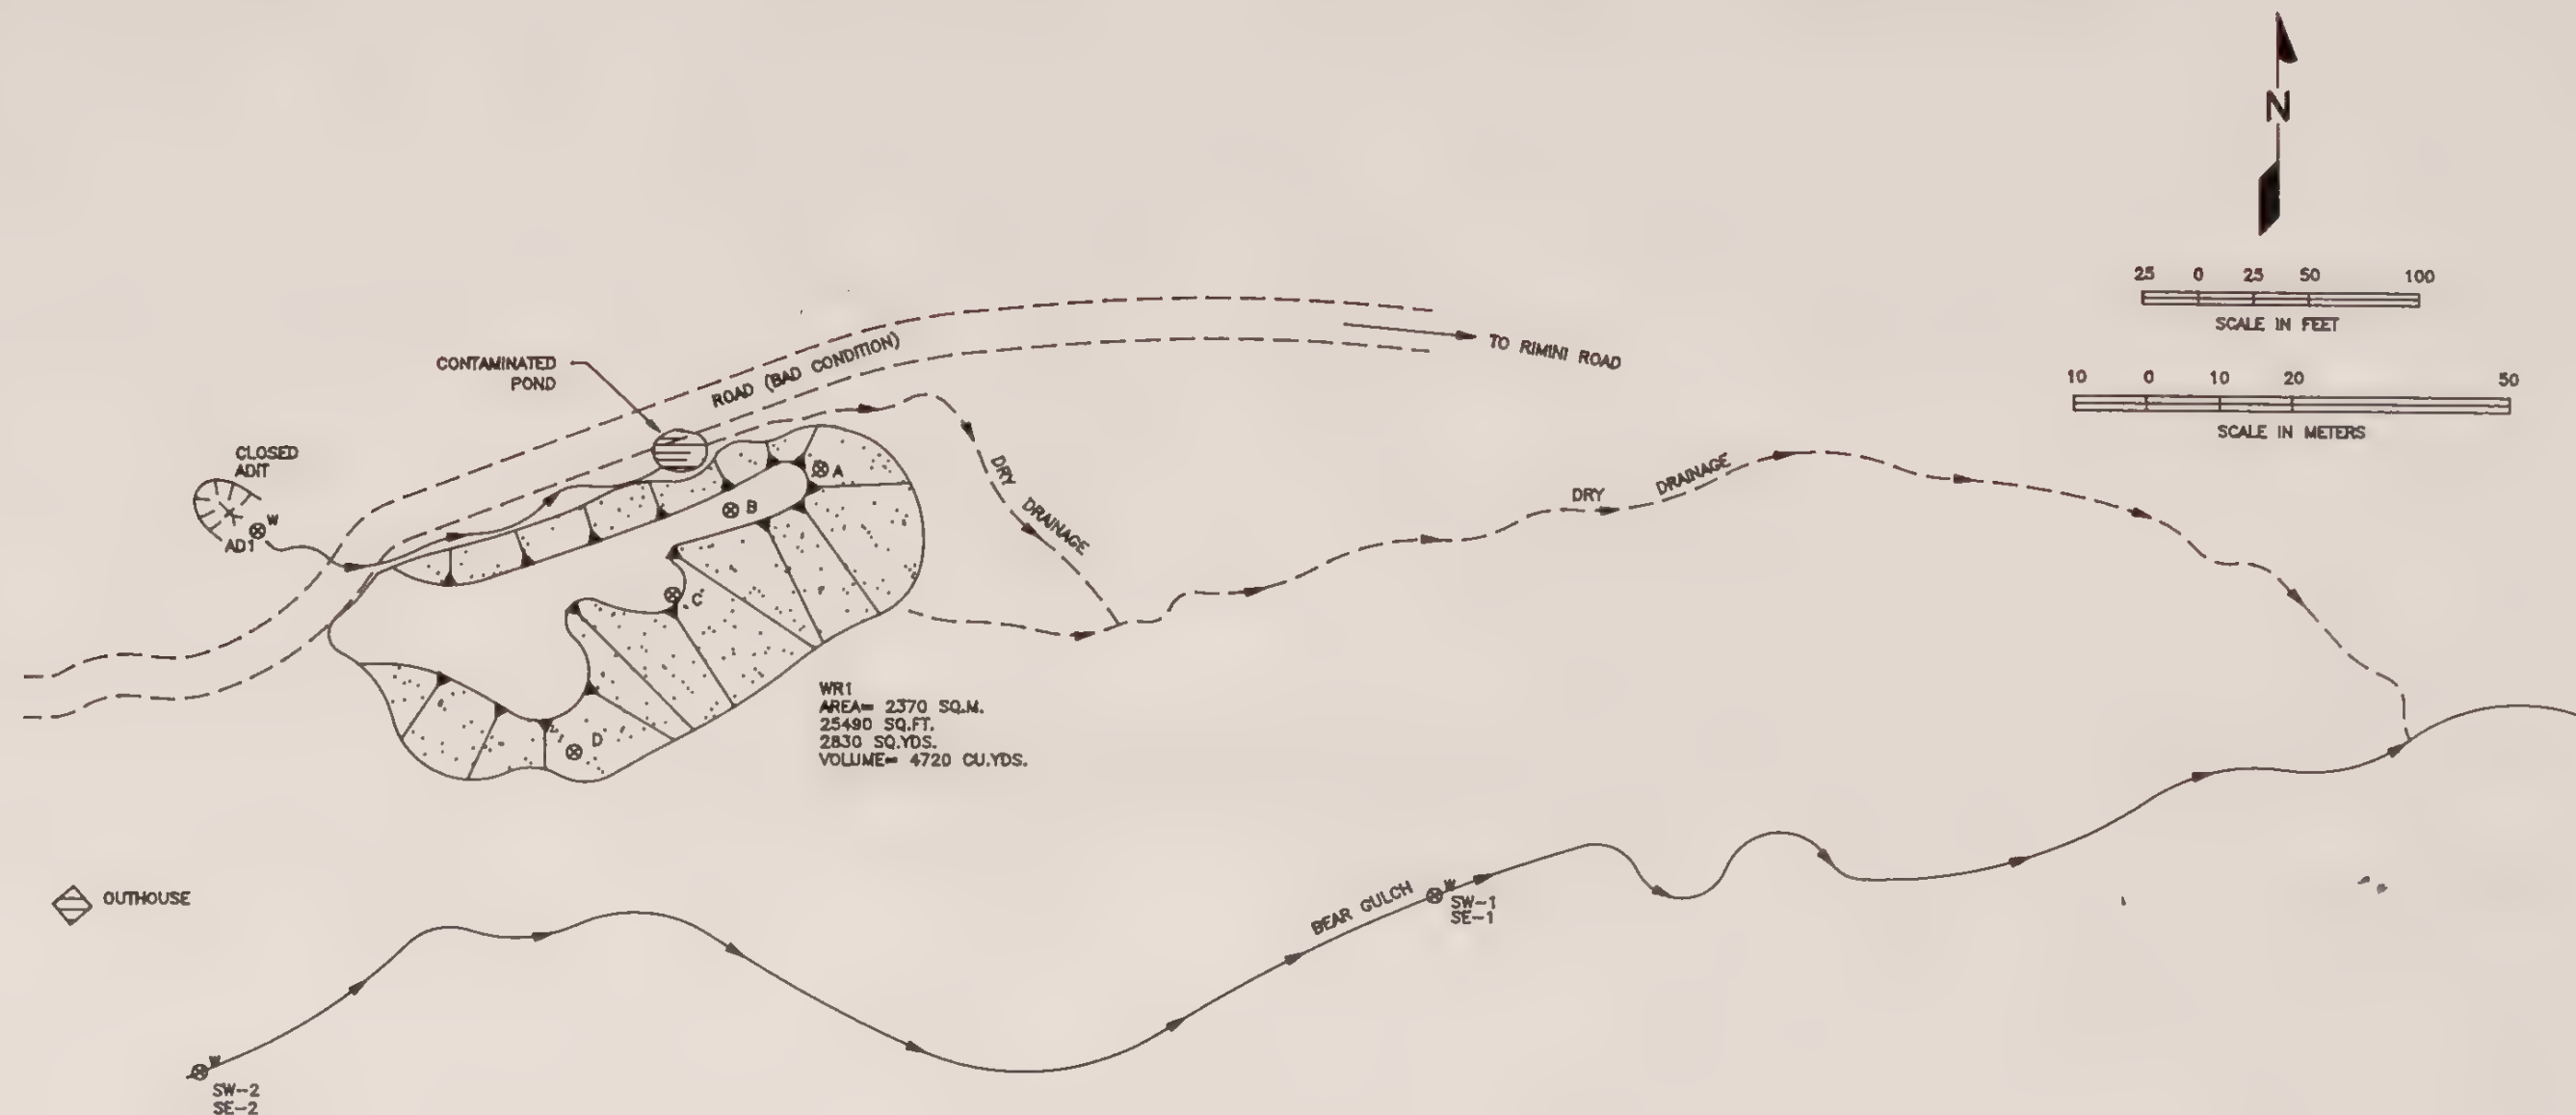 N
25 0 25 50 100
SCALE IN FEET
10 0 10 20 50
SCALE IN METERS
TO RIMINI ROAD
ROAD (BAD CONDITION)
CONTAMINATED
POND
CLOSED
ADIT
W
AD1
A
B
C
D
DRY DRAINAGE
DRY DRAINAGE
WR1
AREA= 2370 SQ.M.
25490 SQ.FT.
2830 SQ.YDS.
VOLUME= 4720 CU.YDS.
OUTHOUSE
BEAR GULCH
W
SW-1
SE-1
W
SW-2
SE-2